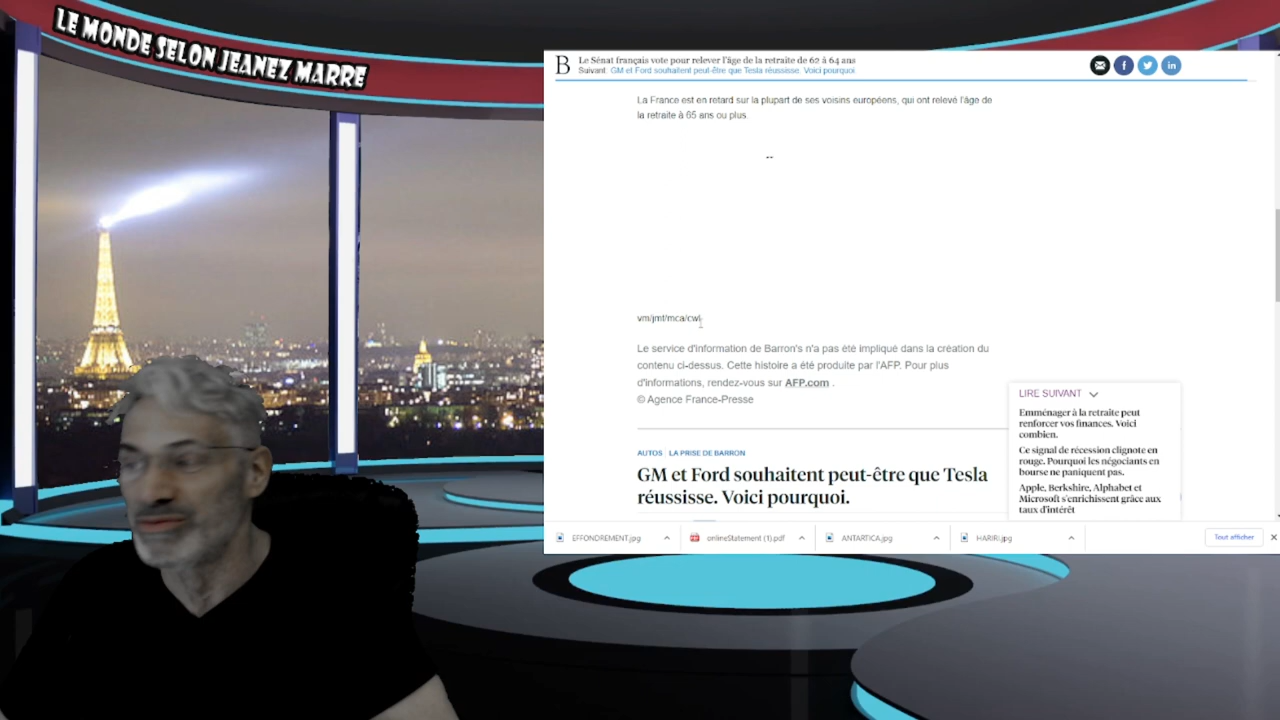 LE MONDE SELON JEANEZ MARRE
B
Le Sénat français vote pour relever l'âge de la retraite de 62 à 64 ans
Suivant: GM et Ford souhaitent peut-être que Tesla réussisse. Voici pourquoi
La France est en retard sur la plupart de ses voisins européens, qui ont relevé l'âge de
la retraite à 65 ans ou plus
--
vm/jmt/mca/cwl
Le service d'information de Barron's n'a pas été impliqué dans la création du
contenu ci-dessus. Cette histoire a été produite par l'AFP. Pour plus
d'informations, rendez-vous sur AFP.com .
© Agence France-Presse
LIRE SUIVANT
Emménager à la retraite peut
renforcer vos finances. Voici
combien.
Ce signal de récession clignote en
rouge. Pourquoi les négociants en
bourse ne paniquent pas.
Apple, Berkshire, Alphabet et
Microsoft s'enrichissent grâce aux
taux d'intérêt
AUTOS LA PRISE DE BARRON
GM et Ford souhaitent peut-être que Tesla
réussisse. Voici pourquoi.
EFFONDREMENT.jpg
onlineStatement (1).pdf
ANTARTICA.jpg
HARIRI.jpg
Tout afficher